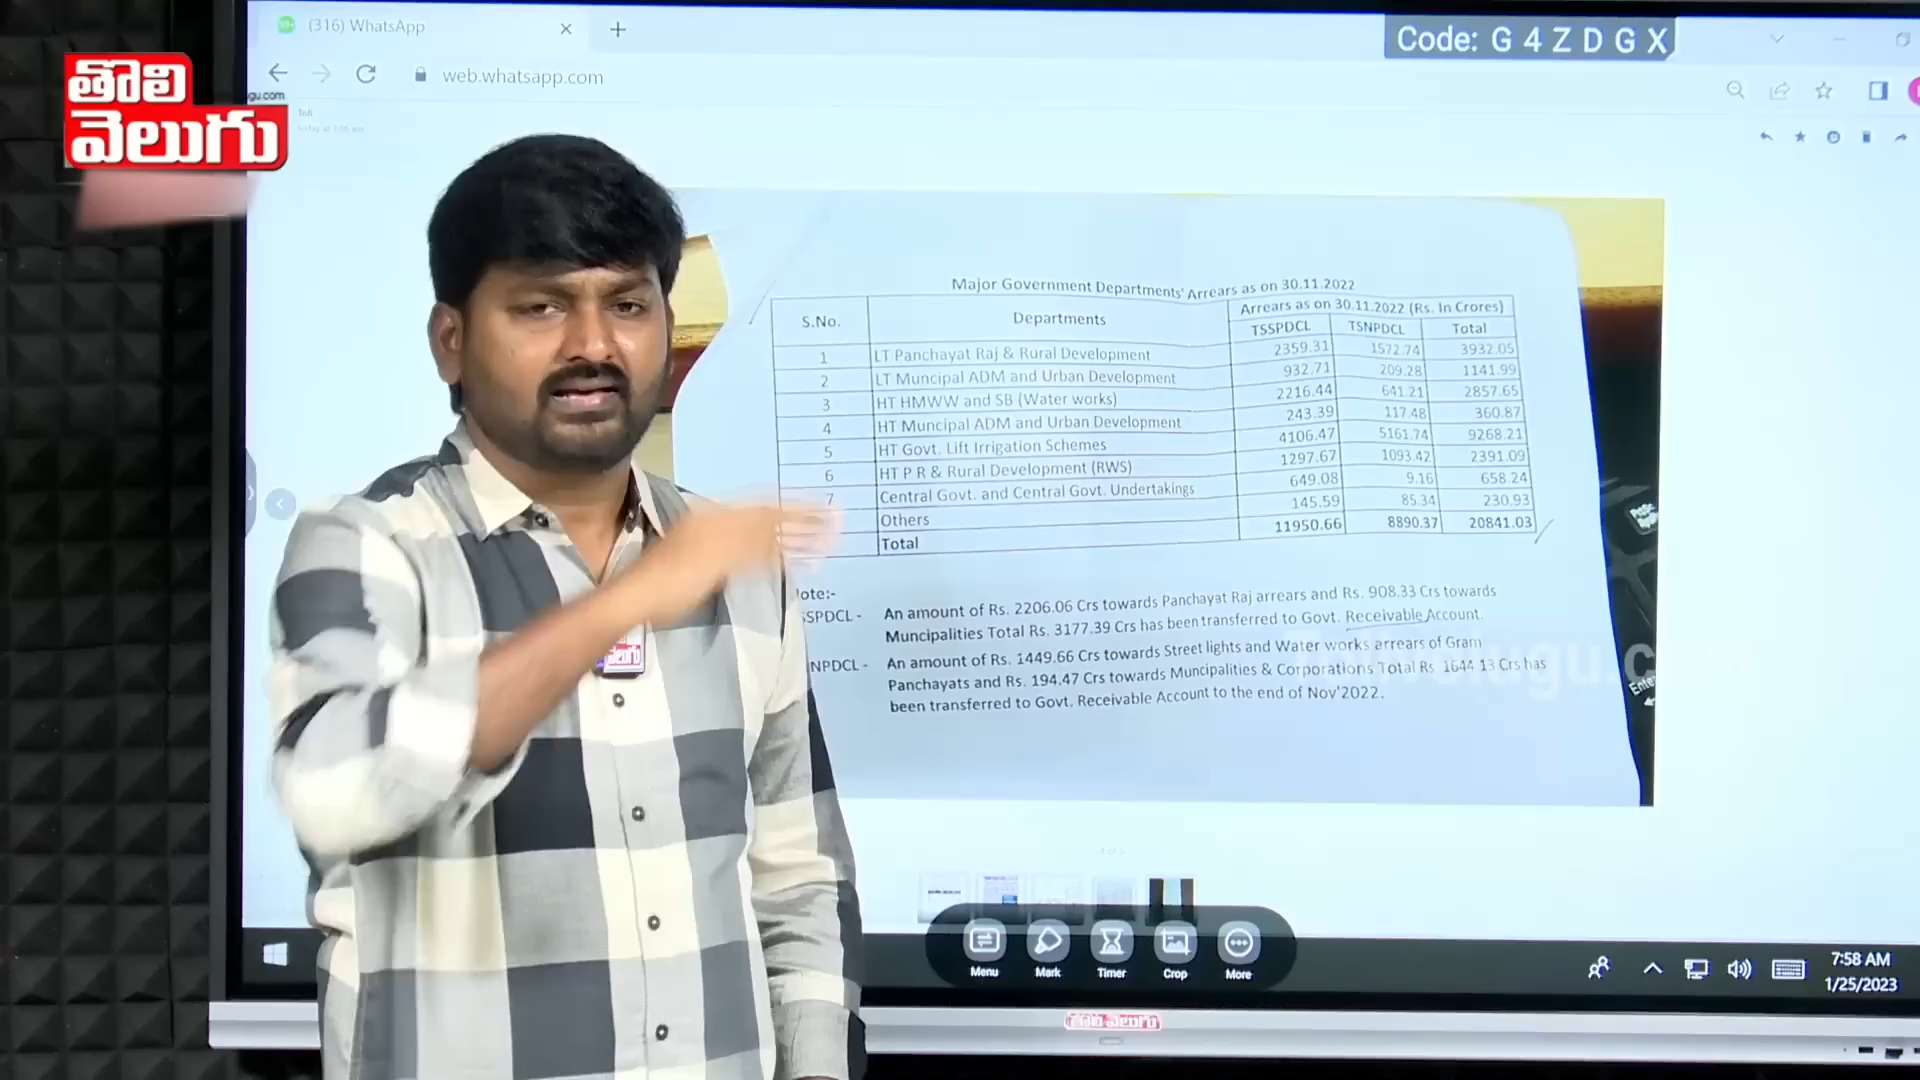 (316) WhatsApp
Code: G 4 Z D G X
web.whatsapp.com
తొలి
వెలుగు
gu.com
Toli
Major Government Departments' Arrears as on 30.11.2022
S.No. Departments Arrears as on 30.11.2022 (Rs. In Crores)
TSSPDCL TSNPDCL Total
1 LT Panchayat Raj & Rural Development 2359.31 1572.74 3932.05
2 LT Muncipal ADM and Urban Development 932.71 209.28 1141.99
3 HT HMWW and SB (Water works) 2216.44 641.21 2857.65
4 HT Muncipal ADM and Urban Development 243.39 117.48 360.87
5 HT Govt. Lift Irrigation Schemes 4106.47 5161.74 9268.21
6 HT P R & Rural Development (RWS) 1297.67 1093.42 2391.09
7 Central Govt. and Central Govt. Undertakings 649.08 9.16 658.24
Others 145.59 85.34 230.93
Total 11950.66 8890.37 20841.03
ote:-
SSPDCL - An amount of Rs. 2206.06 Crs towards Panchayat Raj arrears and Rs. 908.33 Crs towards
Muncipalities Total Rs. 3177.39 Crs has been transferred to Govt. Receivable Account.
NPDCL - An amount of Rs. 1449.66 Crs towards Street lights and Water works arrears of Gram
Panchayats and Rs. 194.47 Crs towards Muncipalities & Corporations Total Rs. 1644.13 Crs has
been transferred to Govt. Receivable Account to the end of Nov'2022.
Enter
వెలుగు
Menu Mark Timer Crop More
7:58 AM
1/25/2023
తొలి వెలుగు